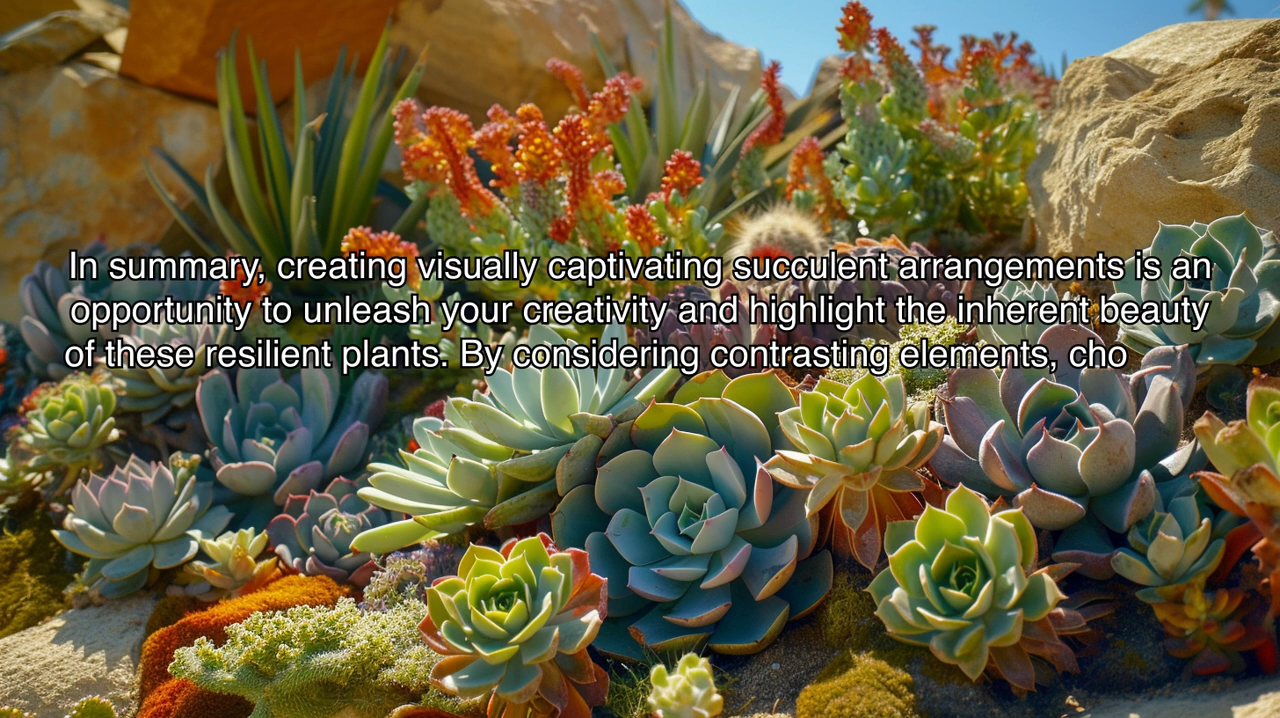 In summary, creating visually captivating succulent arrangements is an
opportunity to unleash your creativity and highlight the inherent beauty
of these resilient plants. By considering contrasting elements, cho